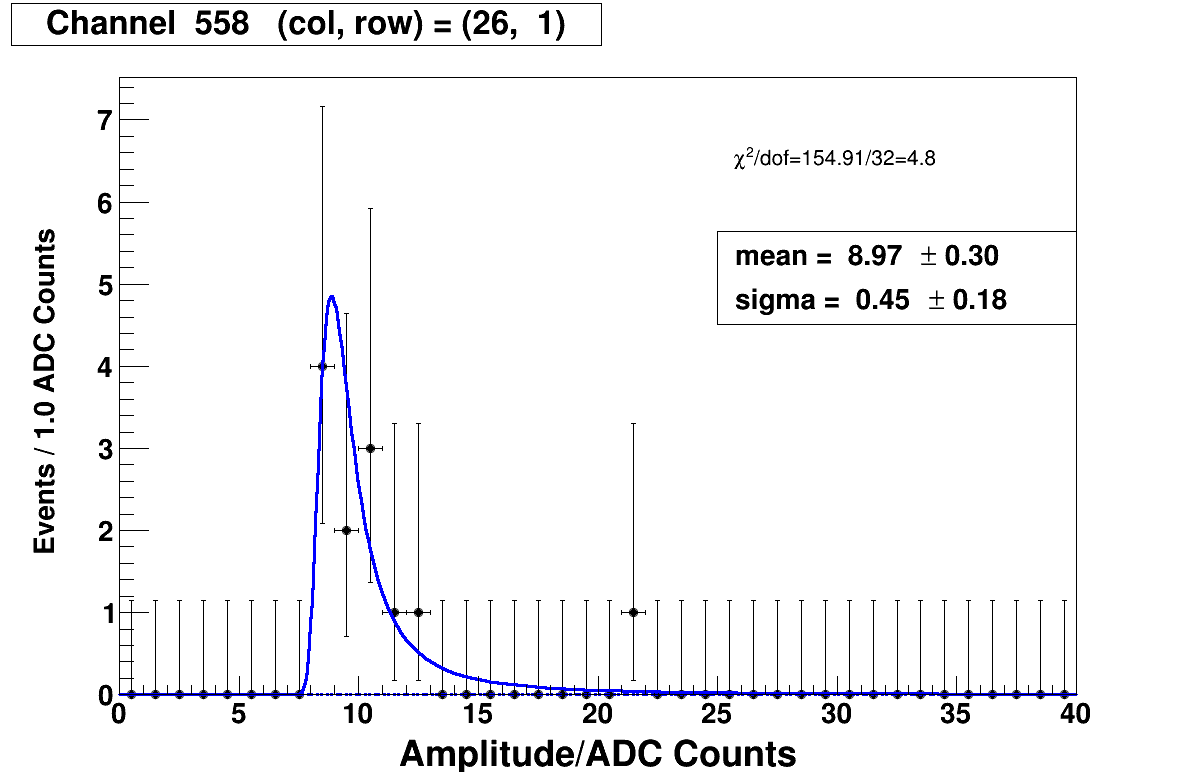 Channel 558 (col, row) = (26, 1)
χ²/dof=154.91/32=4.8
mean = 8.97 ± 0.30
sigma = 0.45 ± 0.18
Events / 1.0 ADC Counts
7
6
5
4
3
2
1
0
0 5 10 15 20 25 30 35 40
Amplitude/ADC Counts